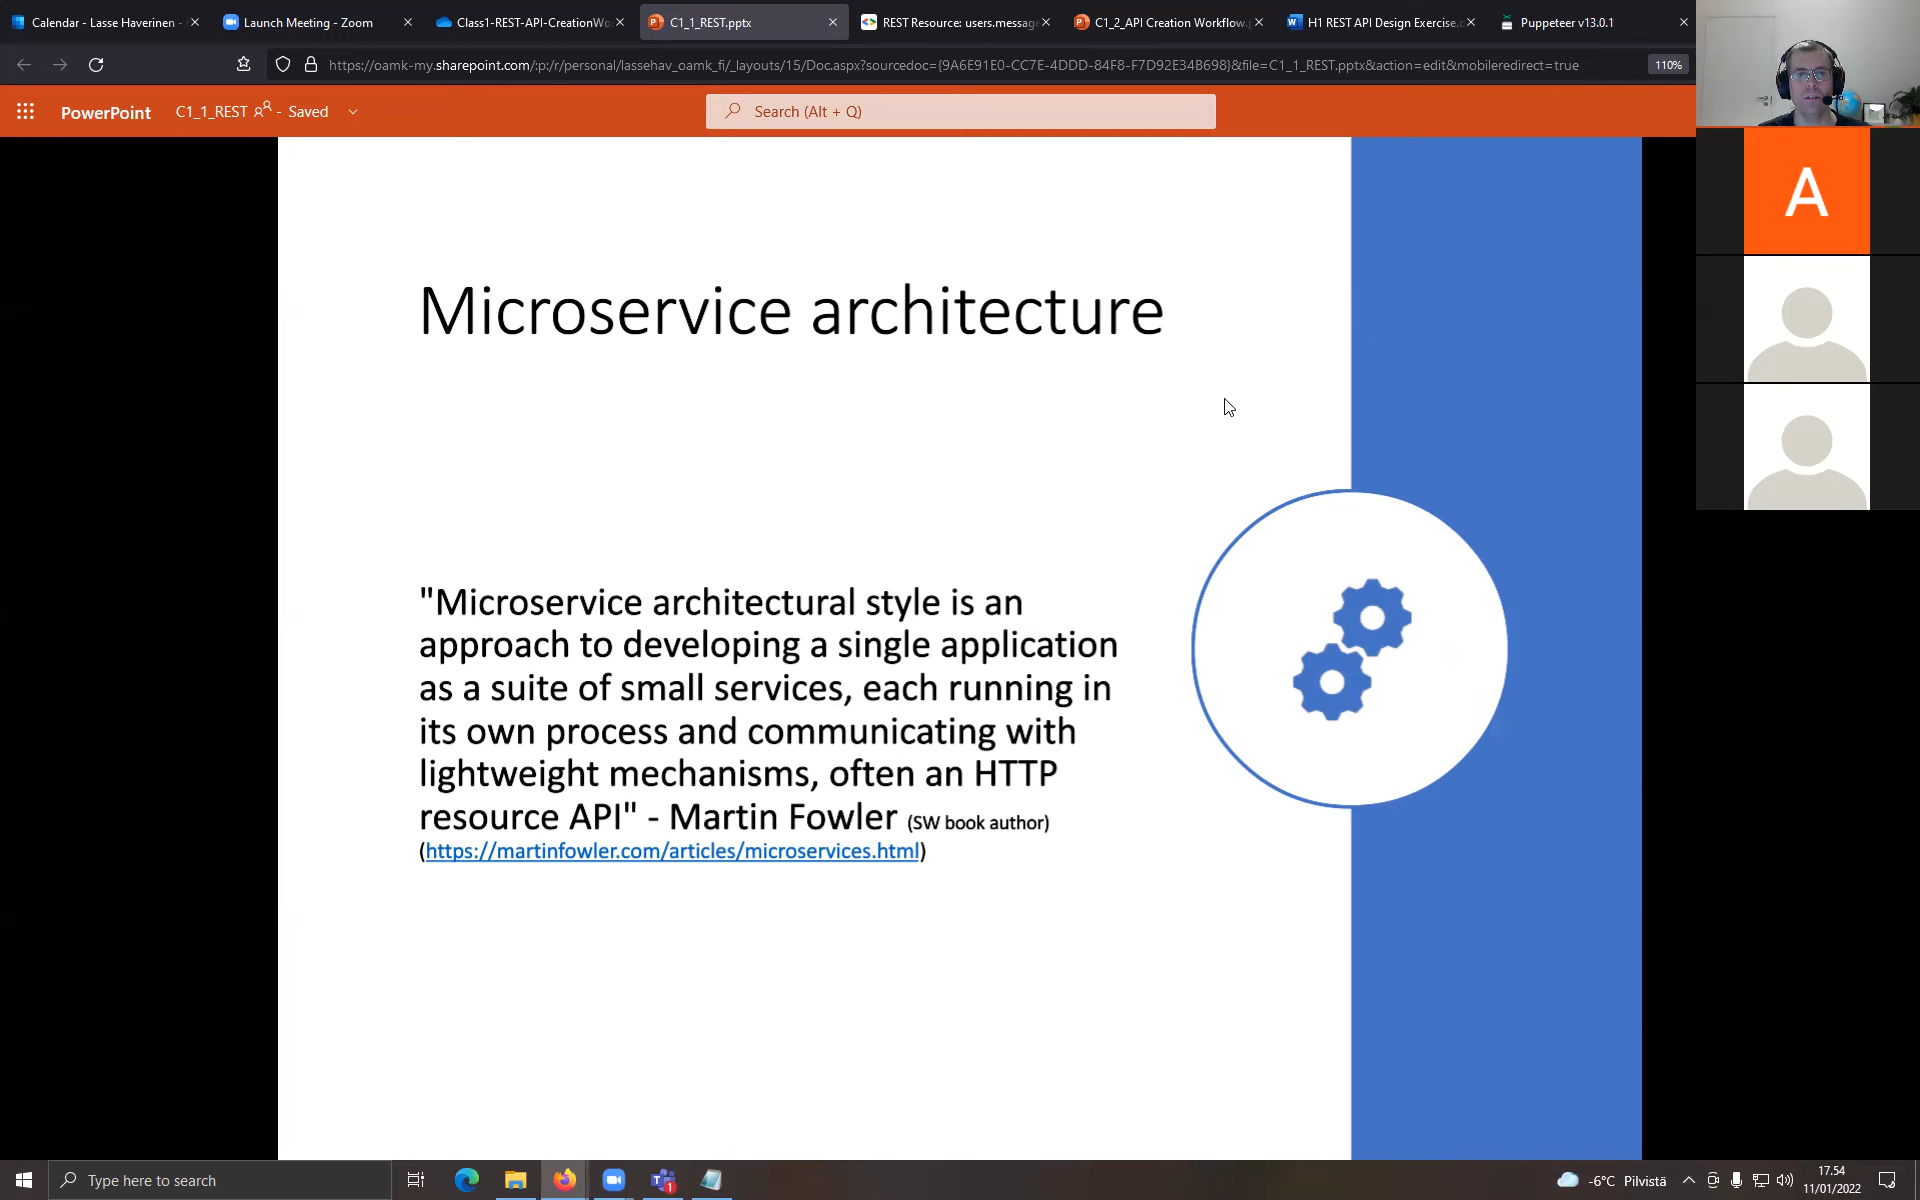 Calendar - Lasse Haverinen -
Launch Meeting - Zoom
Class1-REST-API-CreationWo
C1_1_REST.pptx
REST Resource: users.message
C1_2_API Creation Workflow.p
H1 REST API Design Exercise.d
Puppeteer v13.0.1
https://oamk-my.sharepoint.com/:p:/r/personal/lassehav_oamk_fi/_layouts/15/Doc.aspx?sourcedoc={9A6E91E0-CC7E-4DDD-84F8-F7D92E34B698}&file=C1_1_REST.pptx&action=edit&mobileredirect=true
110%
PowerPoint
C1_1_REST - Saved
Search (Alt + Q)
A
Microservice architecture
"Microservice architectural style is an
approach to developing a single application
as a suite of small services, each running in
its own process and communicating with
lightweight mechanisms, often an HTTP
resource API" - Martin Fowler (SW book author)
(https://martinfowler.com/articles/microservices.html)
Type here to search
1
-6°C Pilvistä
17.54
11/01/2022